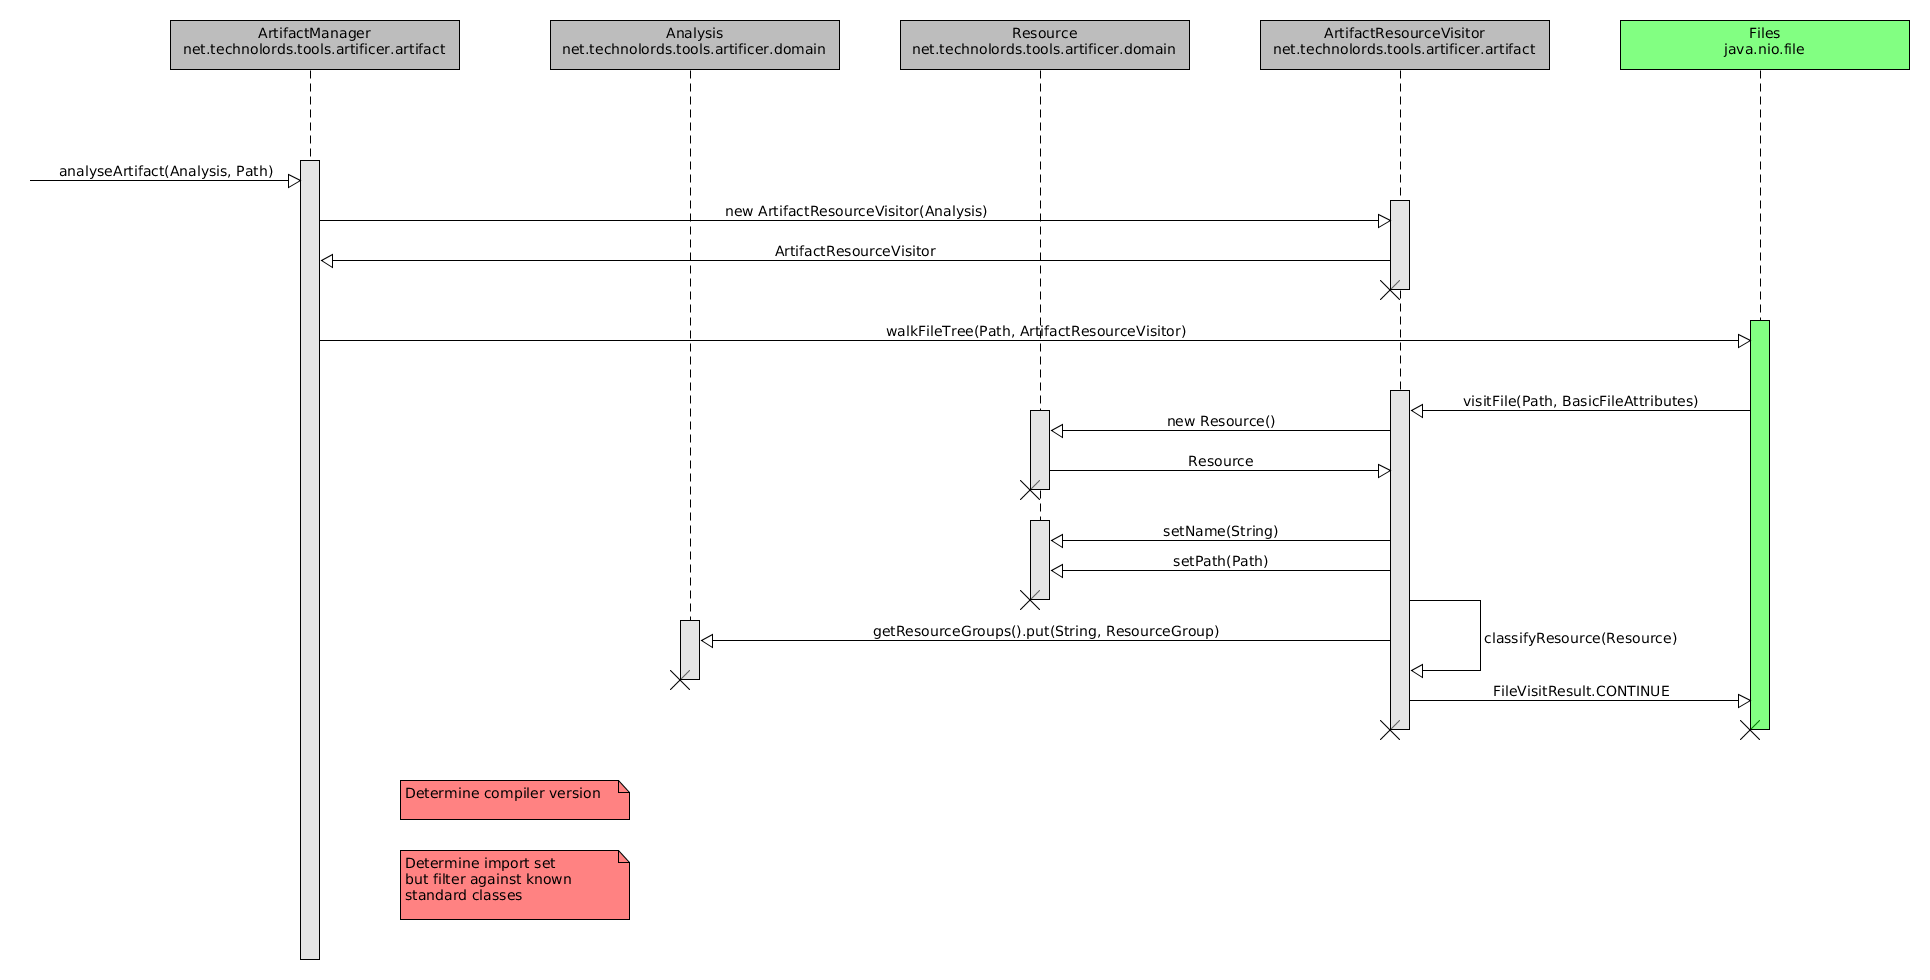 ArtifactManager
net.technolords.tools.artificer.artifact
Analysis
net.technolords.tools.artificer.domain
Resource
net.technolords.tools.artificer.domain
ArtifactResourceVisitor
net.technolords.tools.artificer.artifact
Files
java.nio.file
analyseArtifact(Analysis, Path)
new ArtifactResourceVisitor(Analysis)
ArtifactResourceVisitor
walkFileTree(Path, ArtifactResourceVisitor)
visitFile(Path, BasicFileAttributes)
new Resource()
Resource
setName(String)
setPath(Path)
getResourceGroups().put(String, ResourceGroup)
classifyResource(Resource)
FileVisitResult.CONTINUE
Determine compiler version
Determine import set
but filter against known
standard classes